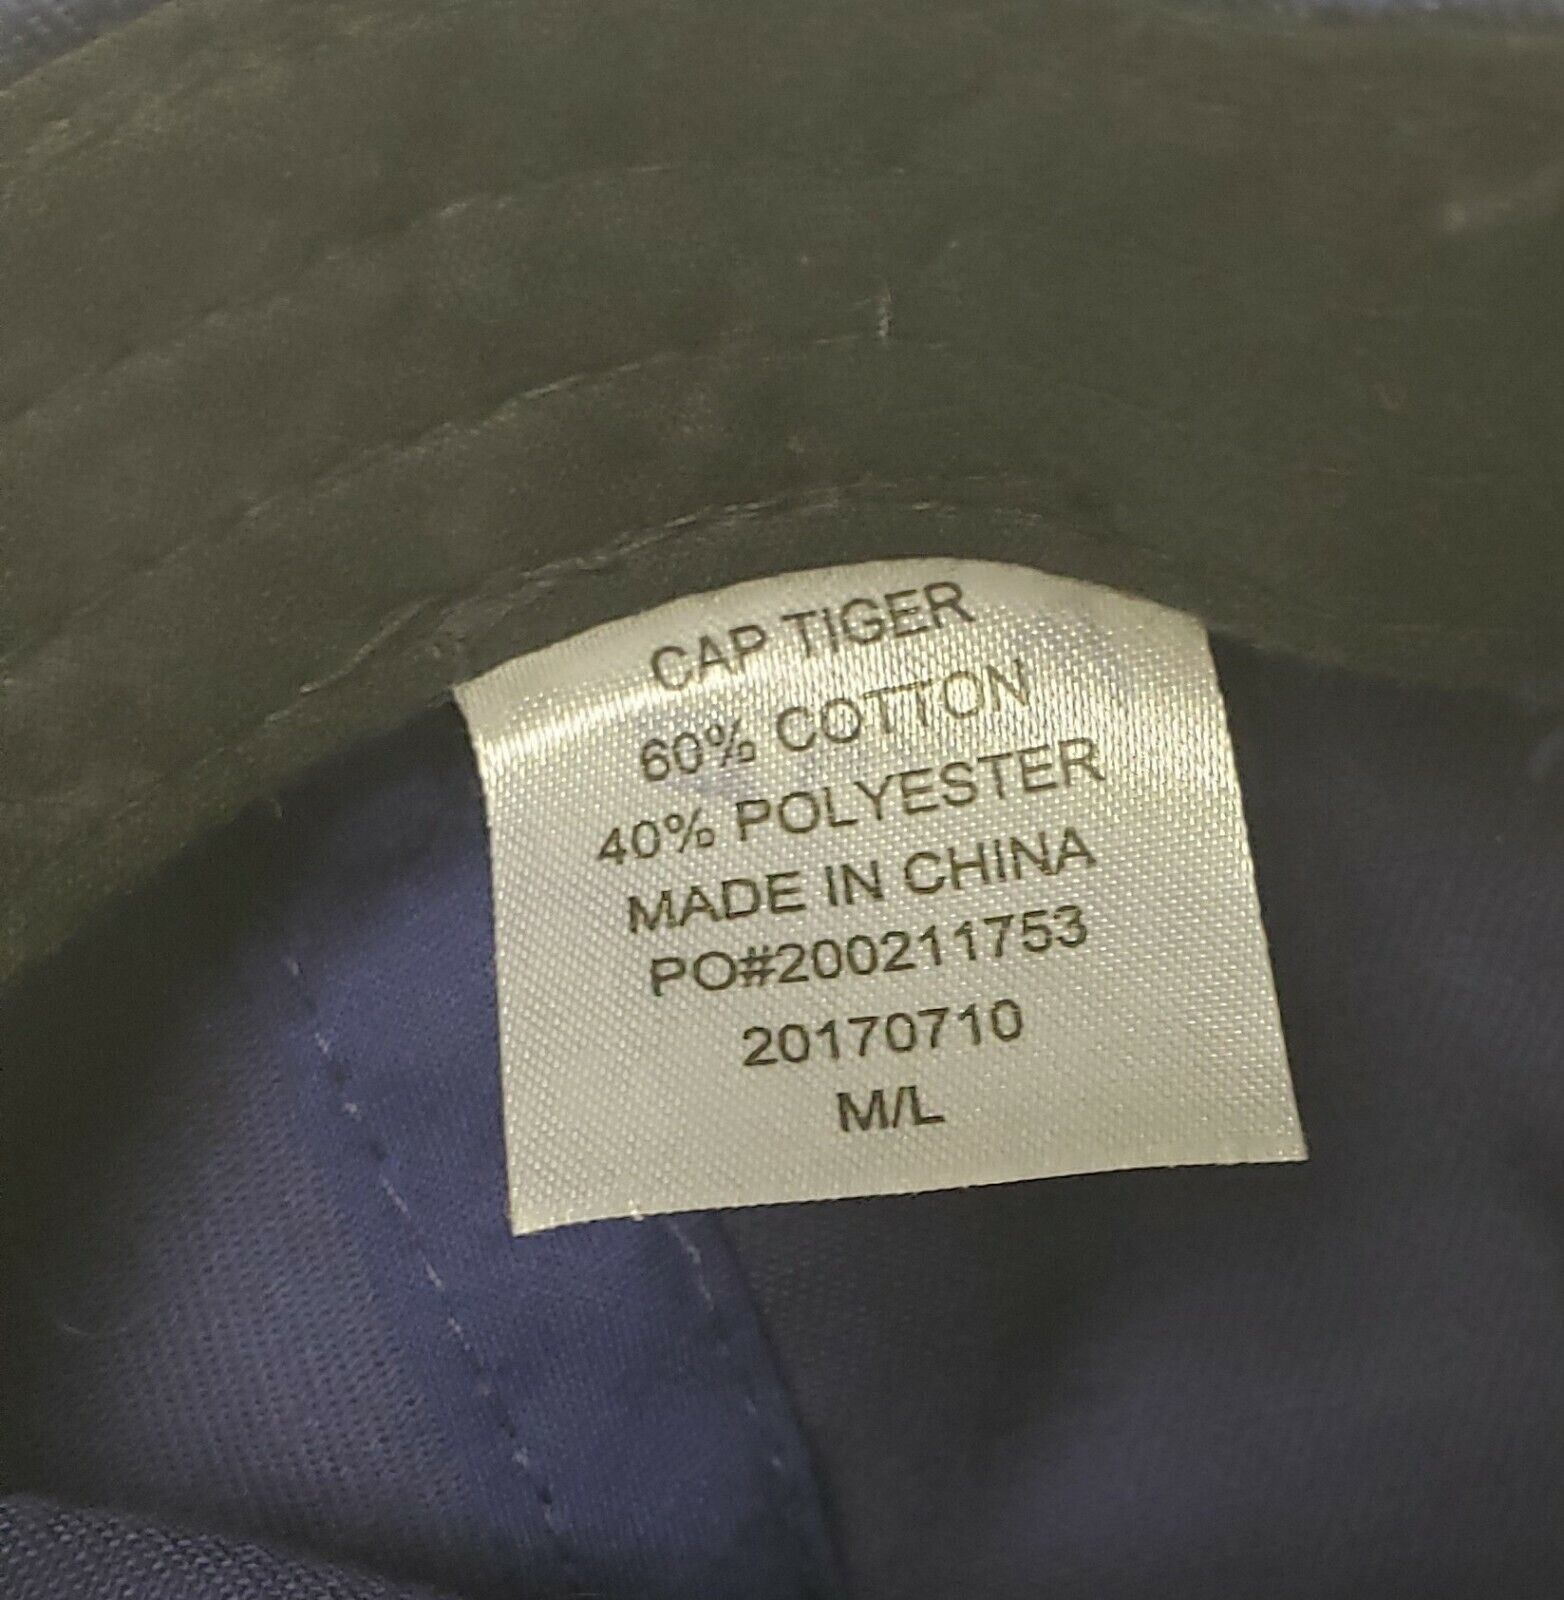 CAP TIGER
60% COTTON
40% POLYESTER
MADE IN CHINA
PO#200211753
20170710
M/L